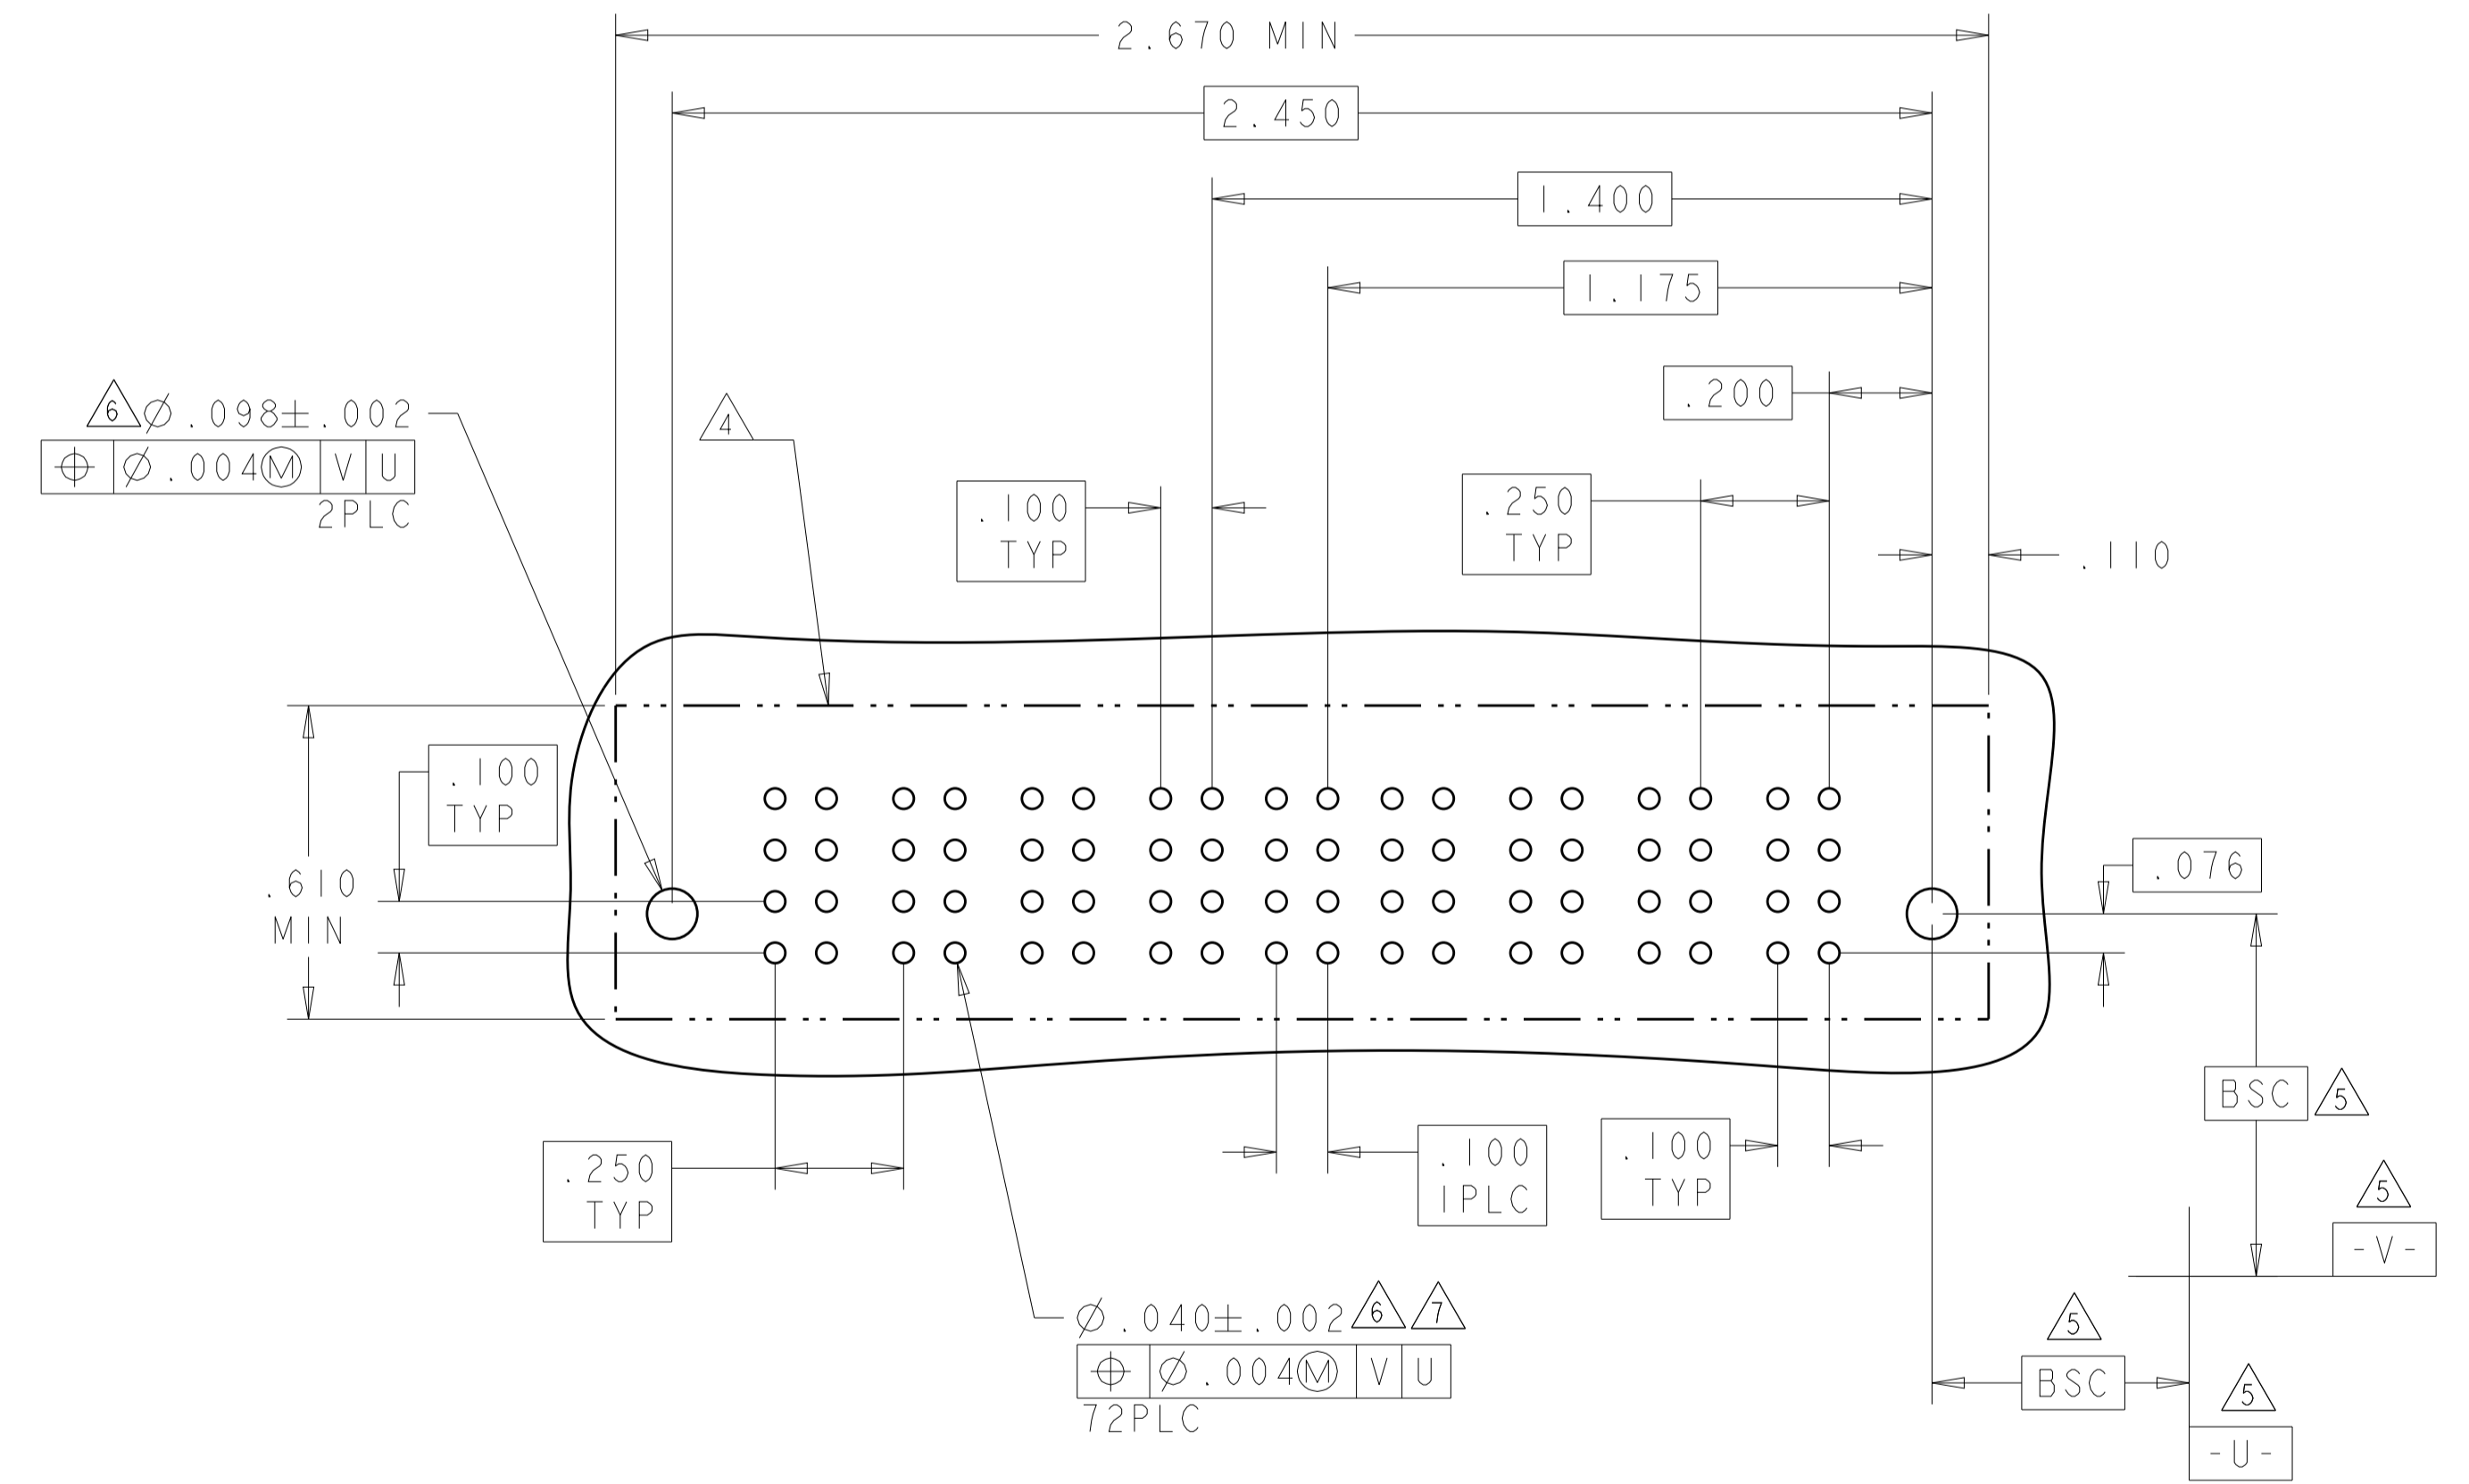 2.670 MIN
2.450
1.400
1.175
.200
6 ⌀.098±.002
⌖ ⌀.004Ⓜ V U
2PLC
4
.100
TYP
.250
TYP
.110
.100
TYP
.610
MIN
.076
BSC 5
.250
TYP
.100
1PLC
.100
TYP
5
-V-
⌀.040±.002 6 7
⌖ ⌀.004Ⓜ V U
72PLC
5
BSC
5
-U-